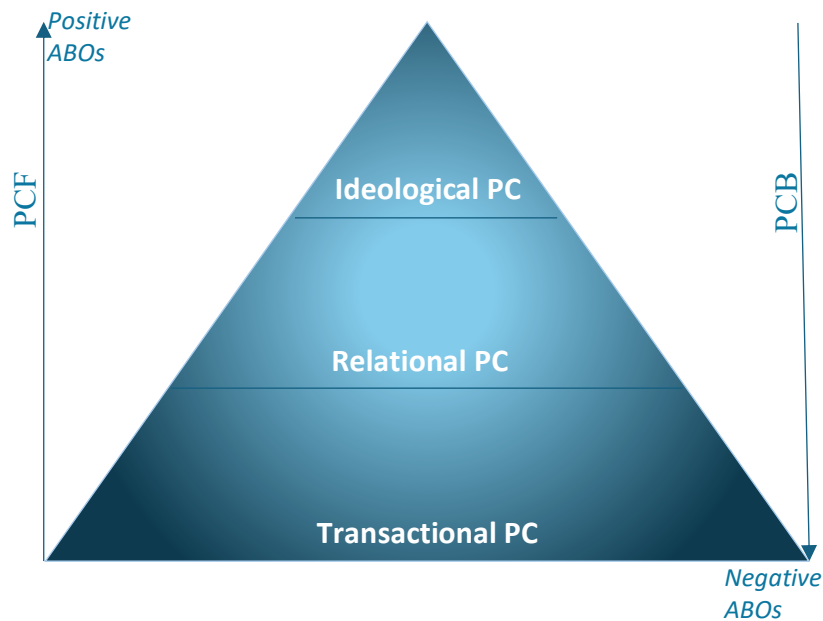 Positive
ABOs
PCF
Ideological PC
PCB
Relational PC
Transactional PC
Negative
ABOs